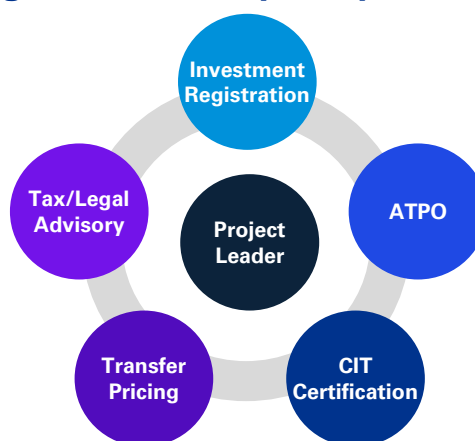 Investment
Registration
Tax/Legal
Advisory
ATPO
Project
Leader
Transfer
Pricing
CIT
Certification